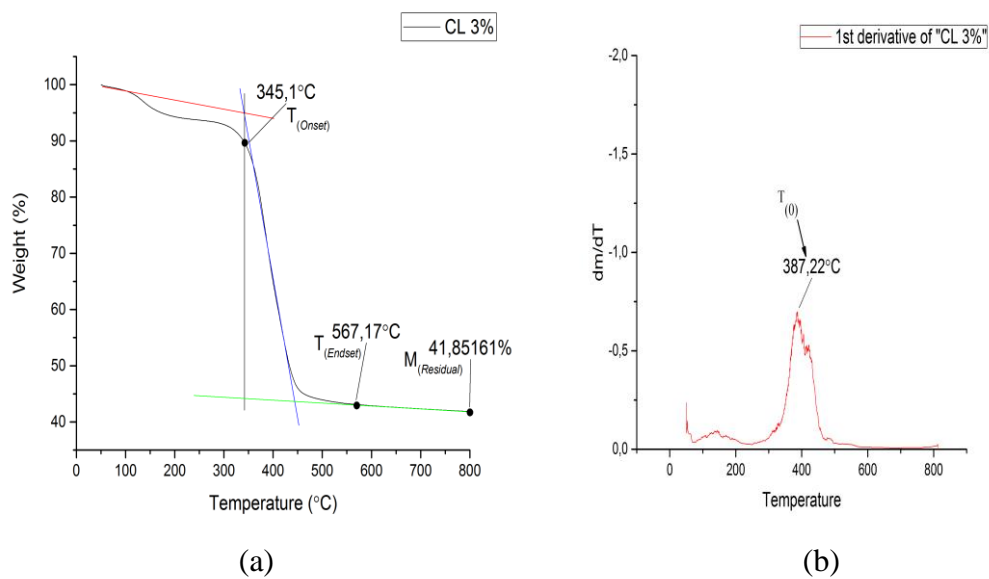 CL 3%
100
90
80
70
60
50
40
Weight (%)
345,1°C
T(Onset)
567,17°C
T(Endset)
41,85161%
M(Residual)
0 100 200 300 400 500 600 700 800
Temperature (°C)
(a)
1st derivative of "CL 3%"
-2,0
-1,5
-1,0
-0,5
0,0
dm/dT
T(0)
387,22°C
0 200 400 600 800
Temperature
(b)